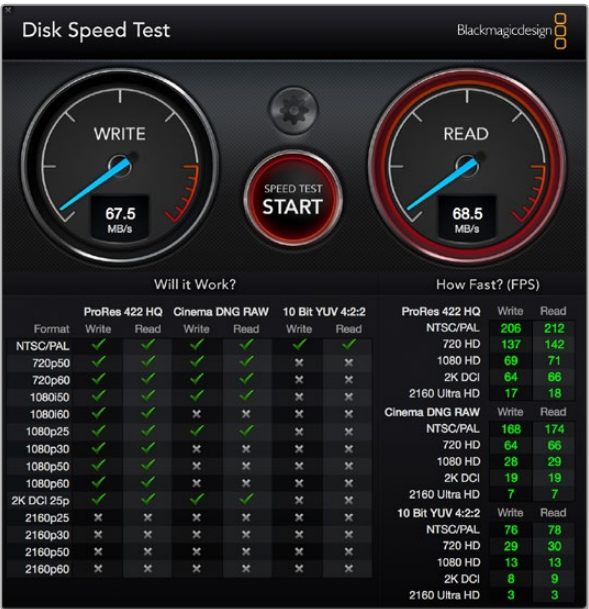 Disk Speed Test
Blackmagicdesign
WRITE
67.5
MB/s
SPEED TEST
START
READ
68.5
MB/s
Will it Work?
ProRes 422 HQ Cinema DNG RAW 10 Bit YUV 4:2:2
Format Write Read Write Read Write Read
NTSC/PAL
720p50
720p60
1080i50
1080i60
1080p25
1080p30
1080p50
1080p60
2K DCI 25p
2160p25
2160p30
2160p50
2160p60
How Fast? (FPS)
ProRes 422 HQ Write Read
NTSC/PAL 206 212
720 HD 137 142
1080 HD 69 71
2K DCI 64 66
2160 Ultra HD 17 18
Cinema DNG RAW Write Read
NTSC/PAL 168 174
720 HD 64 66
1080 HD 28 29
2K DCI 19 19
2160 Ultra HD 7 7
10 Bit YUV 4:2:2 Write Read
NTSC/PAL 76 78
720 HD 29 30
1080 HD 13 13
2K DCI 8 9
2160 Ultra HD 3 3